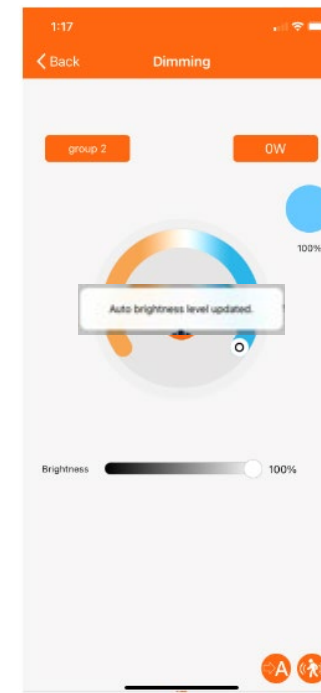 1:17
Back Dimming
group 2 0W
100%
Auto brightness level updated.
Brightness 100%
A